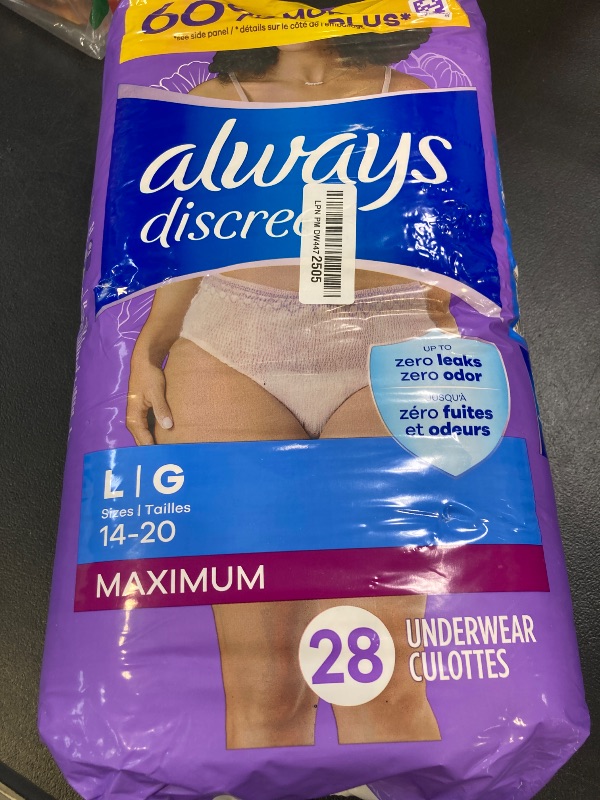 60%
PLUS*
*see side panel / * détails sur le côté de
always
discree
LPN PM DW447 2505
UP TO
zero leaks
zero odor
JUSQU'À
zéro fuites
et odeurs
L | G
Sizes | Tailles
14-20
MAXIMUM
28 UNDERWEAR
CULOTTES